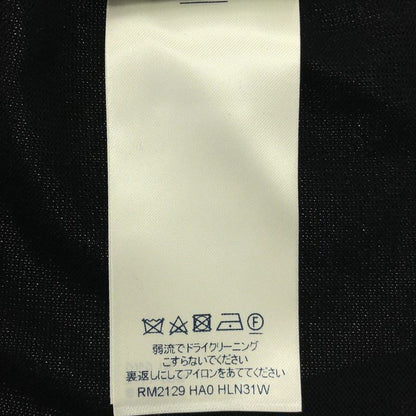 F
弱流でドライクリーニング
こすらないでください
裏返しにしてアイロンをあててください
RM2129 HA0 HLN31W